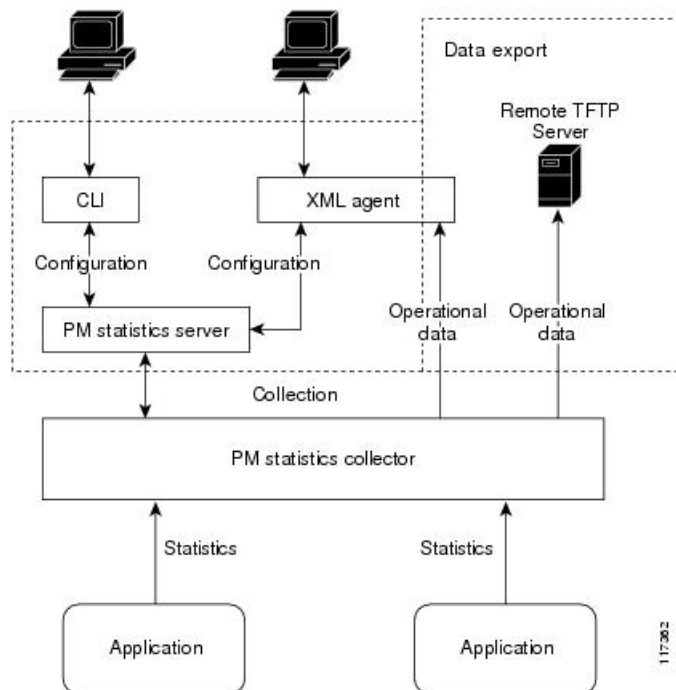 Data export
Remote TFTP
Server
CLI
XML agent
Configuration
Configuration
PM statistics server
Operational
data
Operational
data
Collection
PM statistics collector
Statistics
Statistics
Application
Application
117362